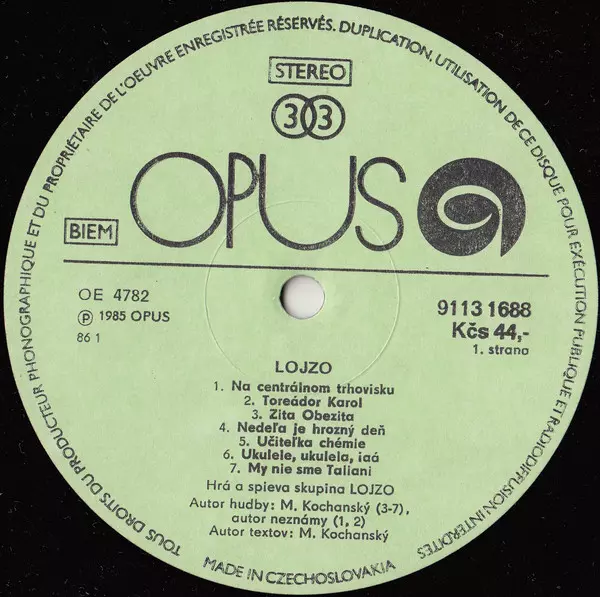 TOUS DROITS DU PRODUCTEUR PHONOGRAPHIQUE ET DU PROPRIÉTAIRE DE L'OEUVRE ENREGISTRÉE RÉSERVÉS. DUPLICATION, UTILISATION DE CE DISQUE POUR EXÉCUTION PUBLIQUE ET RADIODIFFUSION INTERDITES
STEREO
33
OPUS
BIEM
OE 4782
Ⓟ 1985 OPUS
86 1
9113 1688
Kčs 44,-
1. strana
LOJZO
1. Na centrálnom trhovisku
2. Toreádor Karol
3. Zita Obezita
4. Nedeľa je hrozný deň
5. Učiteľka chémie
6. Ukulele, ukulela, iaá
7. My nie sme Taliani
Hrá a spieva skupina LOJZO
Autor hudby: M. Kochanský (3-7),
autor neznámy (1, 2)
Autor textov: M. Kochanský
MADE IN CZECHOSLOVAKIA